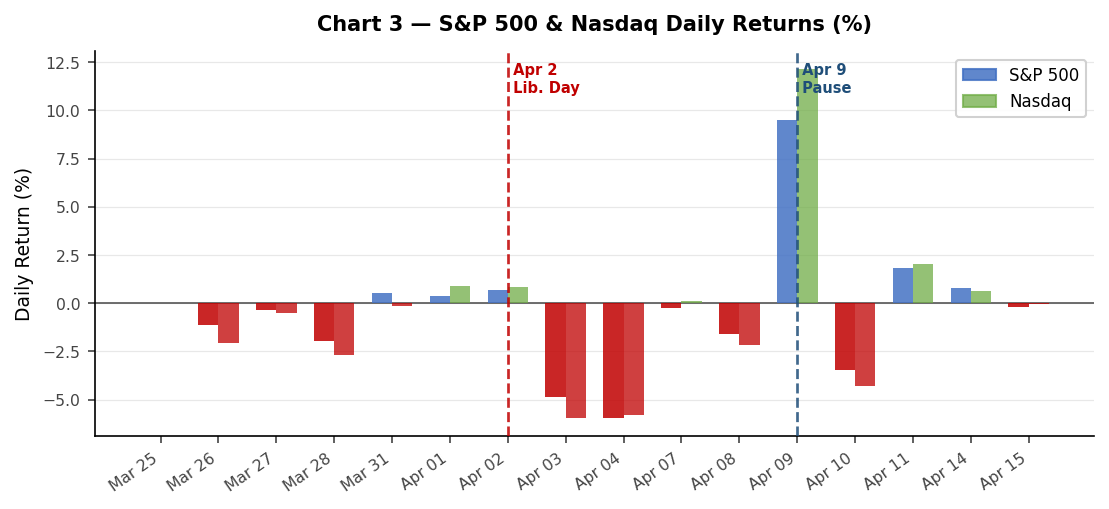 Chart 3 — S&P 500 & Nasdaq Daily Returns (%)
Daily Return (%)
12.5
10.0
7.5
5.0
2.5
0.0
−2.5
−5.0
Apr 2
Lib. Day
Apr 9
Pause
S&P 500
Nasdaq
Mar 25
Mar 26
Mar 27
Mar 28
Mar 31
Apr 01
Apr 02
Apr 03
Apr 04
Apr 07
Apr 08
Apr 09
Apr 10
Apr 11
Apr 14
Apr 15